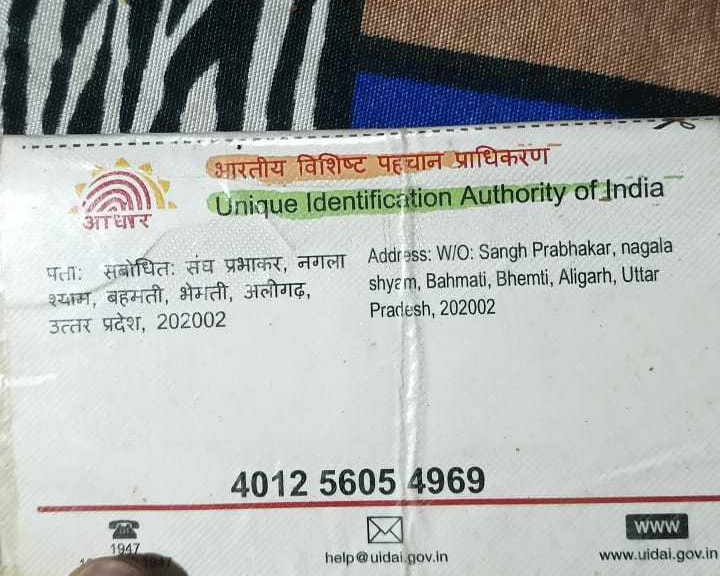 भारतीय विशिष्ट पहचान प्राधिकरण
Unique Identification Authority of India
आधार
पता: सबोधित: संघ प्रभाकर, नगला
श्याम, बहमती, भेमती, अलीगढ़,
उत्तर प्रदेश, 202002
Address: W/O: Sangh Prabhakar, nagala
shyam, Bahmati, Bhemti, Aligarh, Uttar
Pradesh, 202002
4012 5605 4969
1947
help@uidai.gov.in
www
www.uidai.gov.in